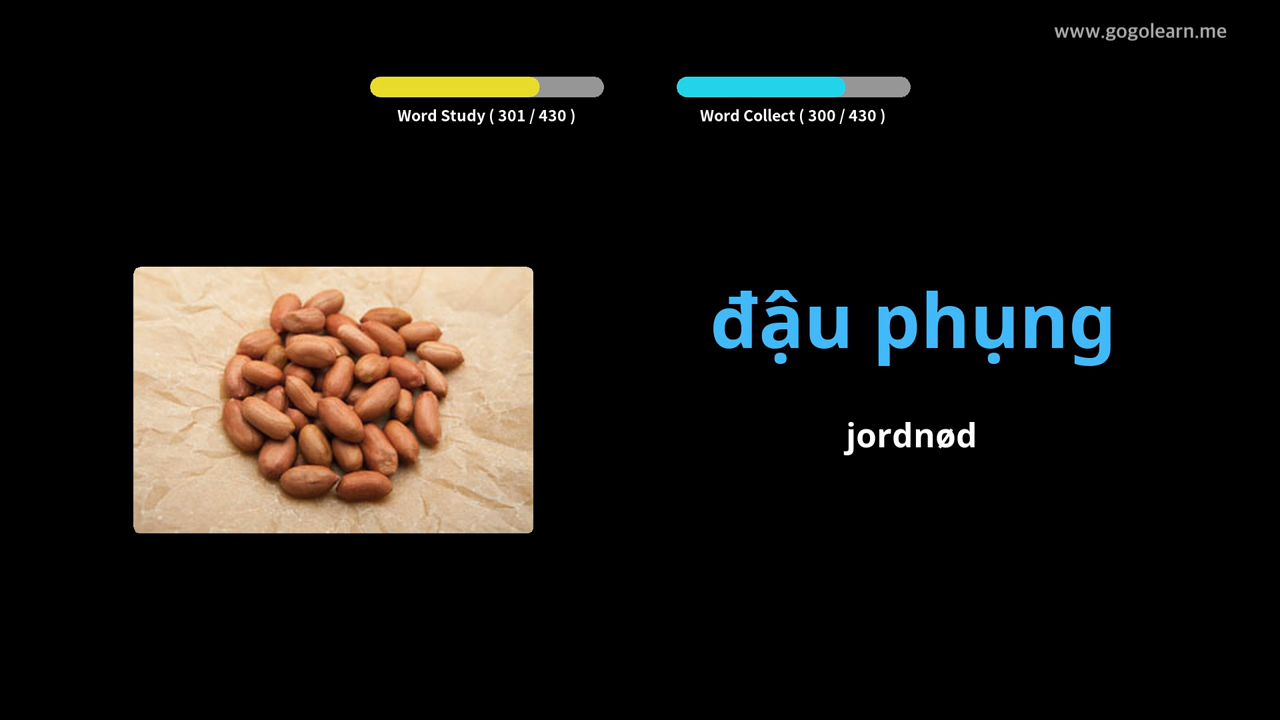 www.gogolearn.me
Word Study ( 301 / 430 )
Word Collect ( 300 / 430 )
đậu phụng
jordnød